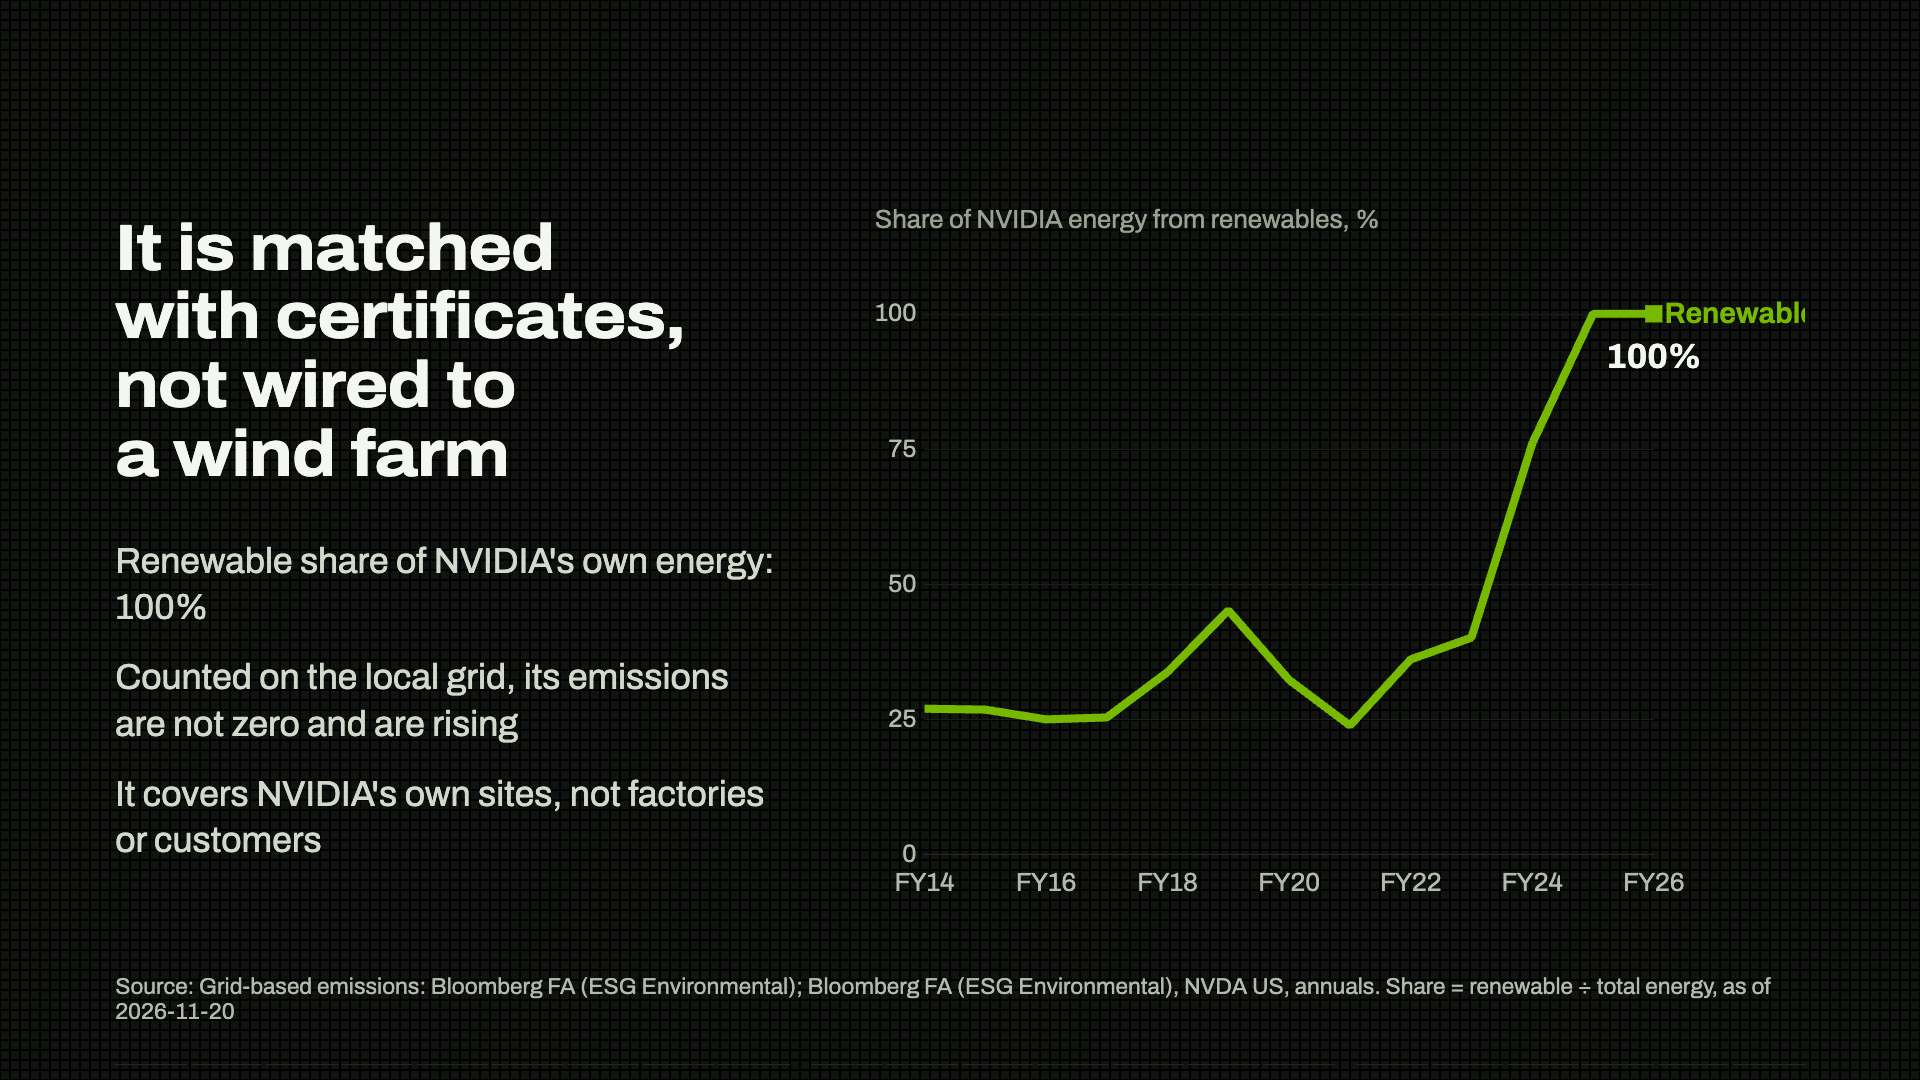 It is matched
with certificates,
not wired to
a wind farm
Renewable share of NVIDIA's own energy:
100%
Counted on the local grid, its emissions
are not zero and are rising
It covers NVIDIA's own sites, not factories
or customers
Share of NVIDIA energy from renewables, %
100
75
50
25
0
Renewabl
100%
FY14 FY16 FY18 FY20 FY22 FY24 FY26
Source: Grid-based emissions: Bloomberg FA (ESG Environmental); Bloomberg FA (ESG Environmental), NVDA US, annuals. Share = renewable ÷ total energy, as of
2026-11-20